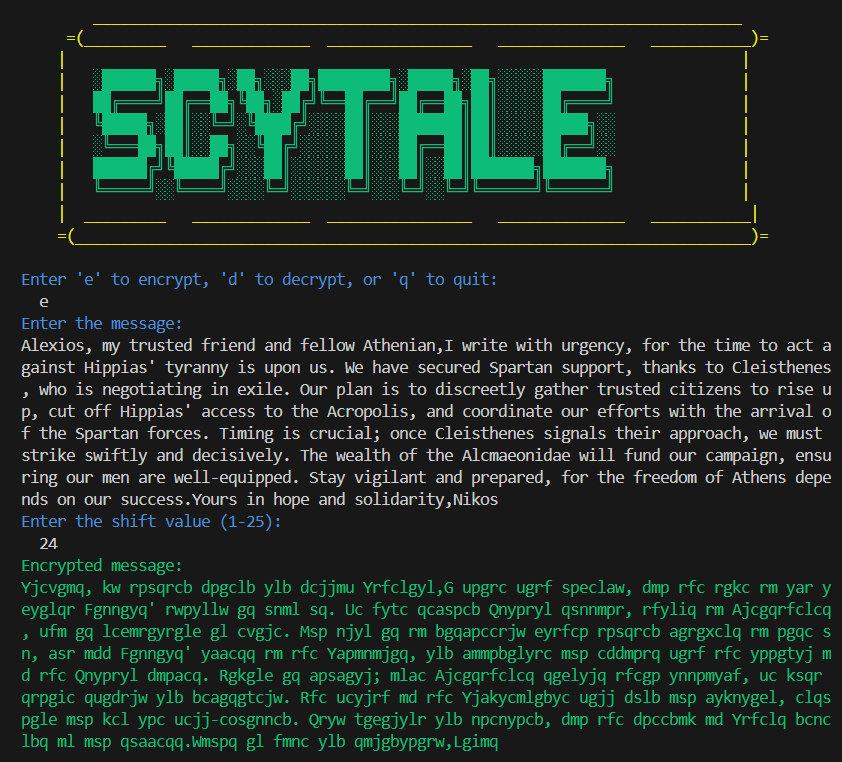 SCYTALE
Enter 'e' to encrypt, 'd' to decrypt, or 'q' to quit:
e
Enter the message:
Alexios, my trusted friend and fellow Athenian,I write with urgency, for the time to act a
gainst Hippias' tyranny is upon us. We have secured Spartan support, thanks to Cleisthenes
, who is negotiating in exile. Our plan is to discreetly gather trusted citizens to rise u
p, cut off Hippias' access to the Acropolis, and coordinate our efforts with the arrival o
f the Spartan forces. Timing is crucial; once Cleisthenes signals their approach, we must
strike swiftly and decisively. The wealth of the Alcmaeonidae will fund our campaign, ensu
ring our men are well-equipped. Stay vigilant and prepared, for the freedom of Athens depe
nds on our success.Yours in hope and solidarity,Nikos
Enter the shift value (1-25):
24
Encrypted message:
Yjcvgmq, kw rpsqrcb dpgclb ylb dcjjmu Yrfclgyl,G upgrc ugrf speclaw, dmp rfc rgkc rm yar y
eyglqr Fgnngyq' rwpyllw gq snml sq. Uc fytc qcaspcb Qnypryl qsnnmpr, rfyliq rm Ajcgqrfclcq
, ufm gq lcemrgyrgle gl cvgjc. Msp njyl gq rm bgqapccrjw eyrfcp rpsqrcb agrgxclq rm pgqc s
n, asr mdd Fgnngyq' yaacqq rm rfc Yapmnmjgq, ylb ammpbglyrc msp cddmprq ugrf rfc yppgtyj m
d rfc Qnypryl dmpacq. Rgkgle gq apsagyj; mlac Ajcgqrfclcq qgelyjq rfcgp ynnpmyaf, uc ksqr
qrpgic qugdrjw ylb bcagqgtcjw. Rfc ucyjrf md rfc Yjakycmlgbyc ugjj dslb msp ayknygel, clqs
pgle msp kcl ypc ucjj-cosgnncb. Qryw tgegjylr ylb npcnypcb, dmp rfc dpccbmk md Yrfclq bcnc
lbq ml msp qsaacqq.Wmspq gl fmnc ylb qmjgbypgrw,Lgimq